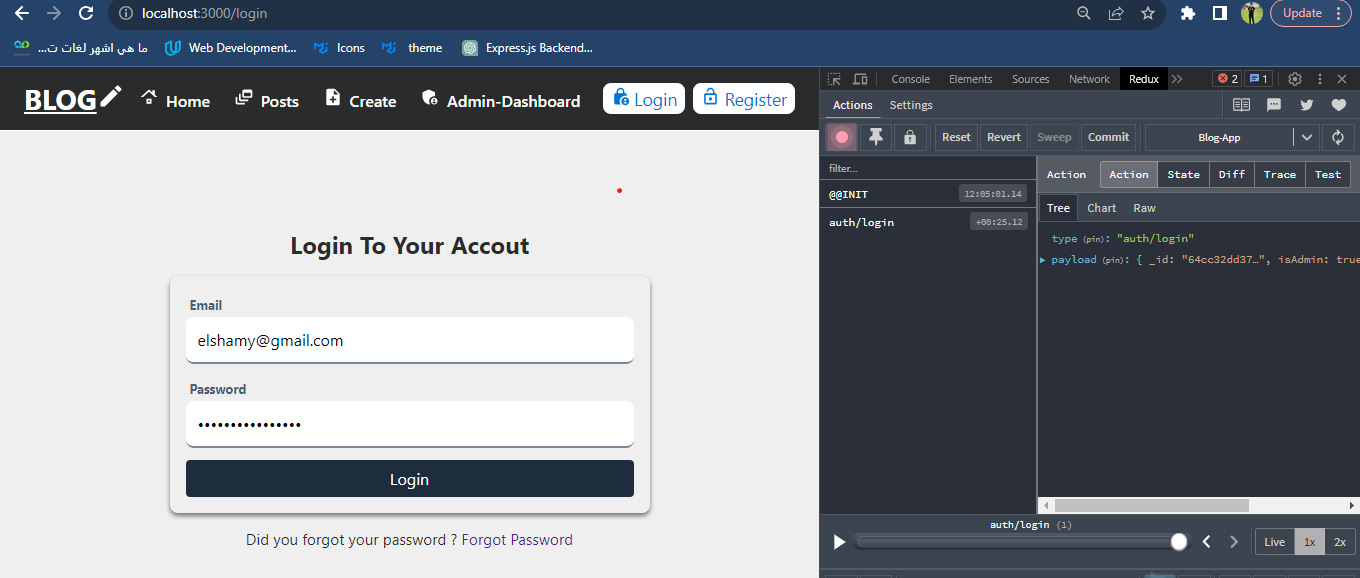 localhost:3000/login
Update
ما هي اشهر لغات ت...
Web Development...
Icons
theme
Express.js Backend...
BLOG
Home
Posts
Create
Admin-Dashboard
Login
Register
Login To Your Accout
Email
elshamy@gmail.com
Password
••••••••••••••••
Login
Did you forgot your password ? Forgot Password
Console Elements Sources Network Redux 2 1
Actions Settings
Reset Revert Sweep Commit Blog-App
filter...
@@INIT 12:05:01.14
auth/login +00:25.12
Action Action State Diff Trace Test
Tree Chart Raw
type (pin): "auth/login"
payload (pin): { _id: "64cc32dd37…", isAdmin: true
auth/login (1)
Live 1x 2x